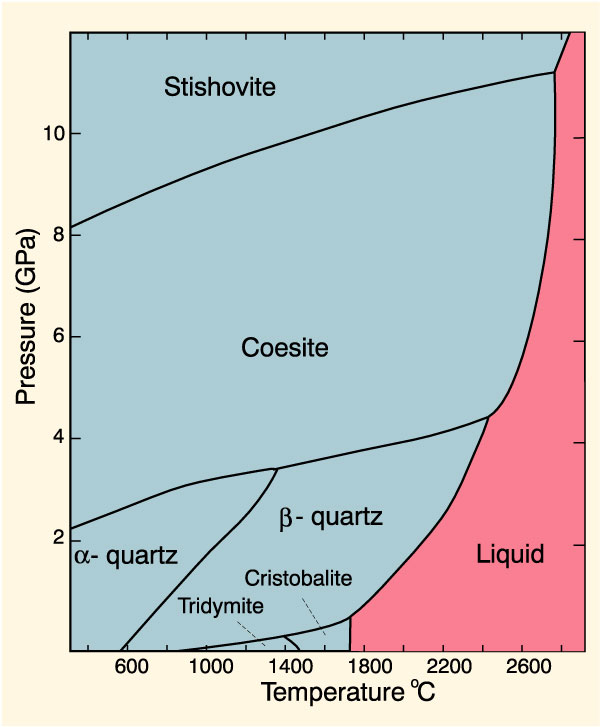 Stishovite
10
8
Pressure (GPa)
6
Coesite
4
β- quartz
2
α- quartz
Liquid
Cristobalite
Tridymite
600 1000 1400 1800 2200 2600
Temperature °C